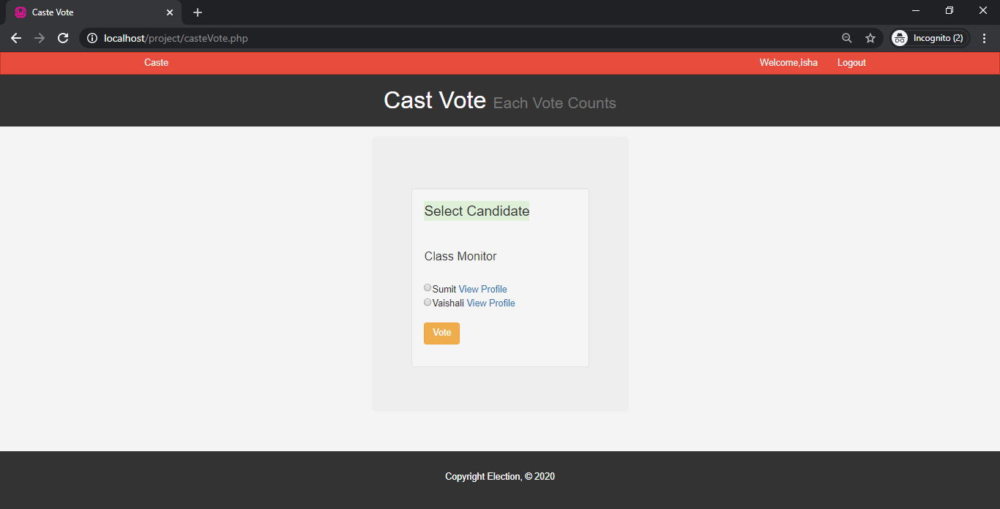 Caste Vote
localhost/project/casteVote.php
Incognito (2)
Caste
Welcome,isha
Logout
Cast Vote Each Vote Counts
Select Candidate
Class Monitor
Sumit View Profile
Vaishali View Profile
Vote
Copyright Election, © 2020